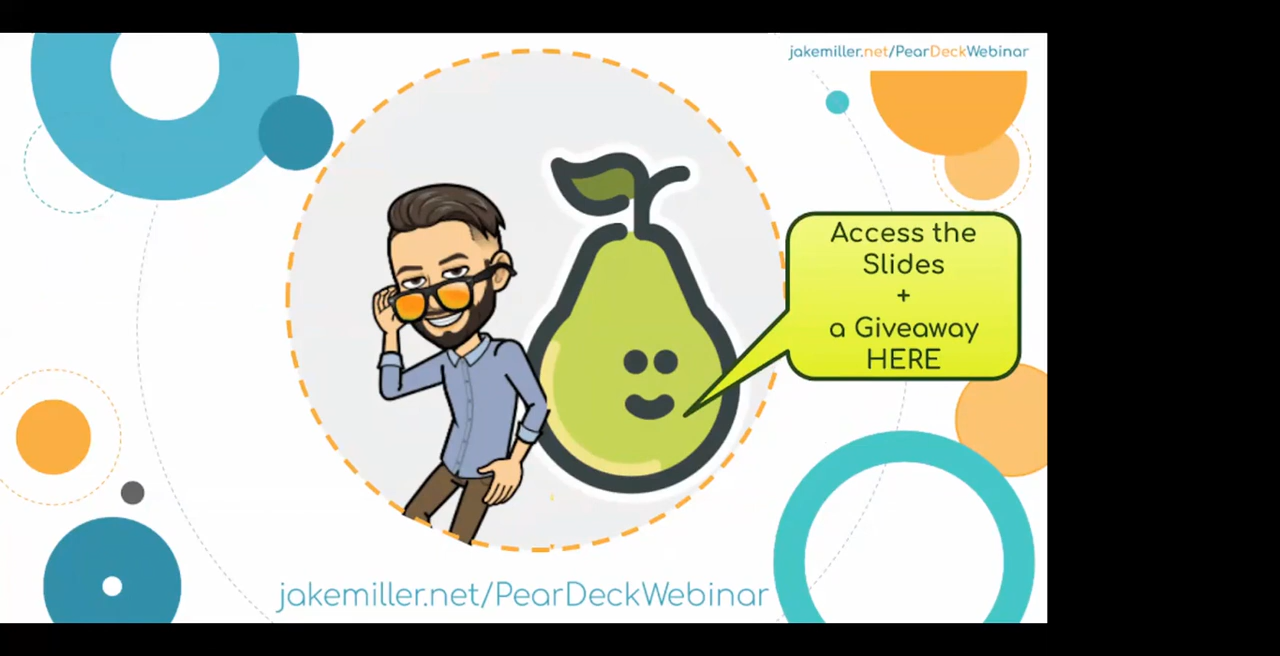 jakemiller.net/PearDeckWebinar
Access the
Slides
+
a Giveaway
HERE
jakemiller.net/PearDeckWebinar